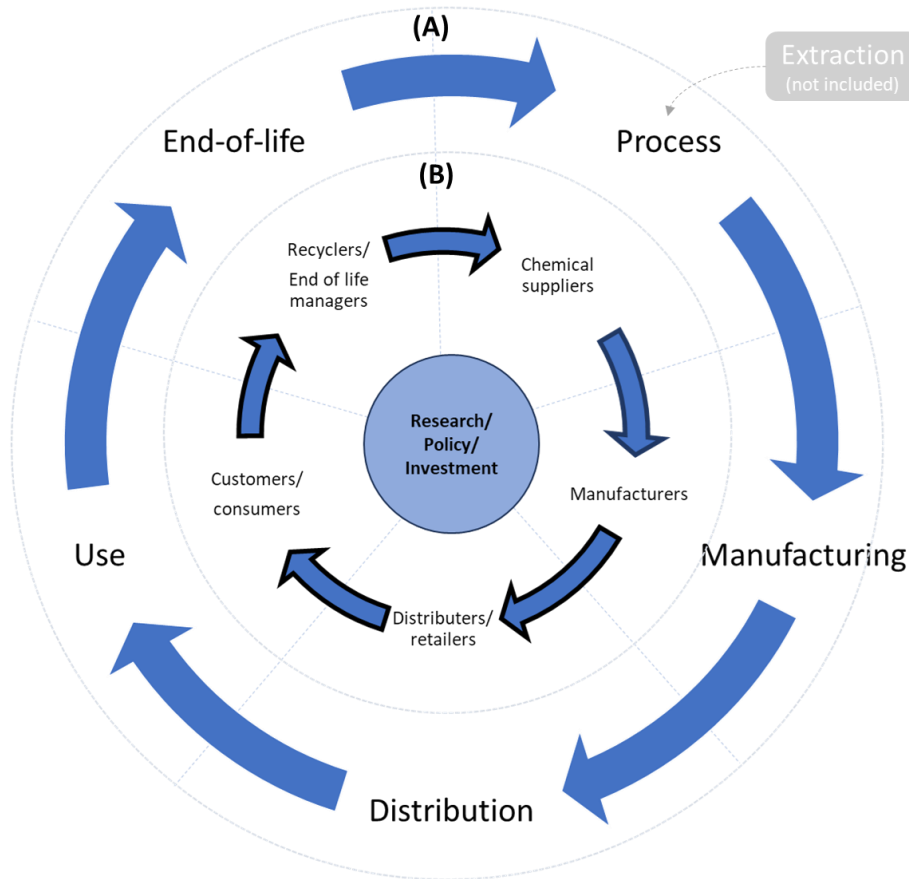 (A)
Extraction
(not included)
End-of-life
Process
(B)
Recyclers/
End of life
managers
Chemical
suppliers
Research/
Policy/
Investment
Customers/
consumers
Manufacturers
Use
Manufacturing
Distributers/
retailers
Distribution